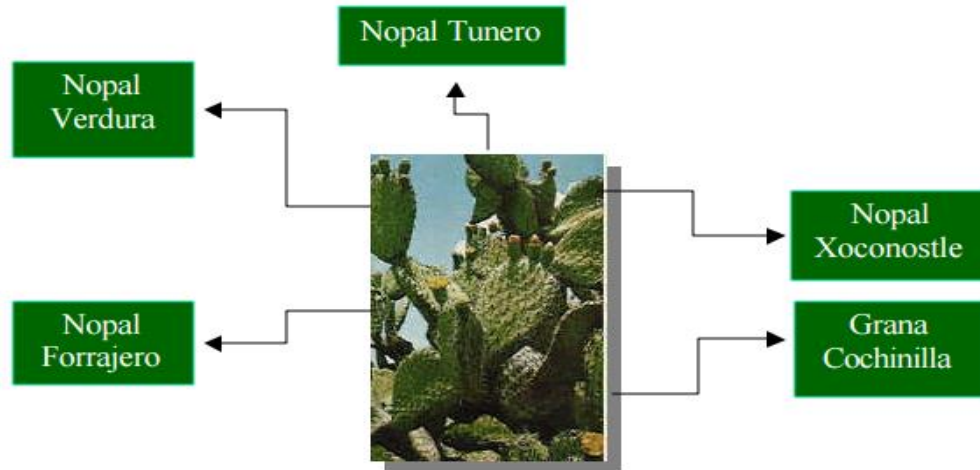 Nopal Tunero
Nopal
Verdura
Nopal
Xoconostle
Nopal
Forrajero
Grana
Cochinilla